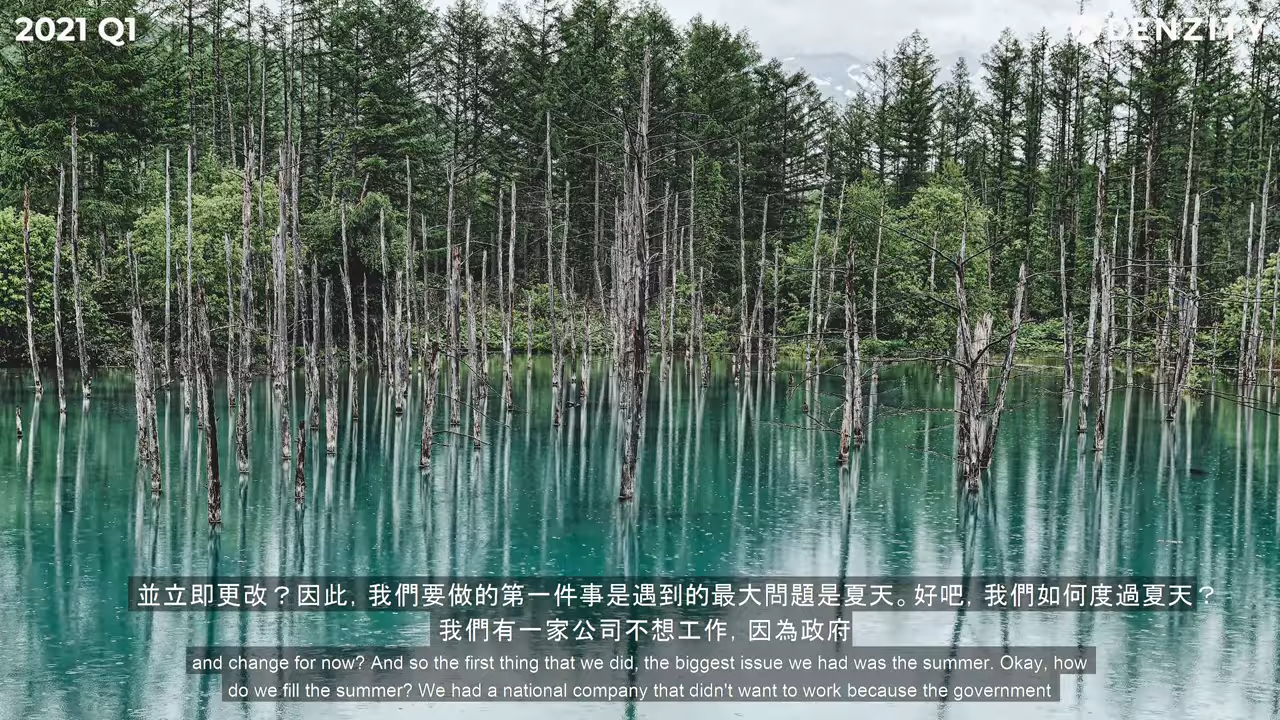 2021 Q1
DENZITY
並立即更改？因此，我們要做的第一件事是遇到的最大問題是夏天。好吧，我們如何度過夏天？
我們有一家公司不想工作，因為政府
and change for now? And so the first thing that we did, the biggest issue we had was the summer. Okay, how
do we fill the summer? We had a national company that didn't want to work because the government